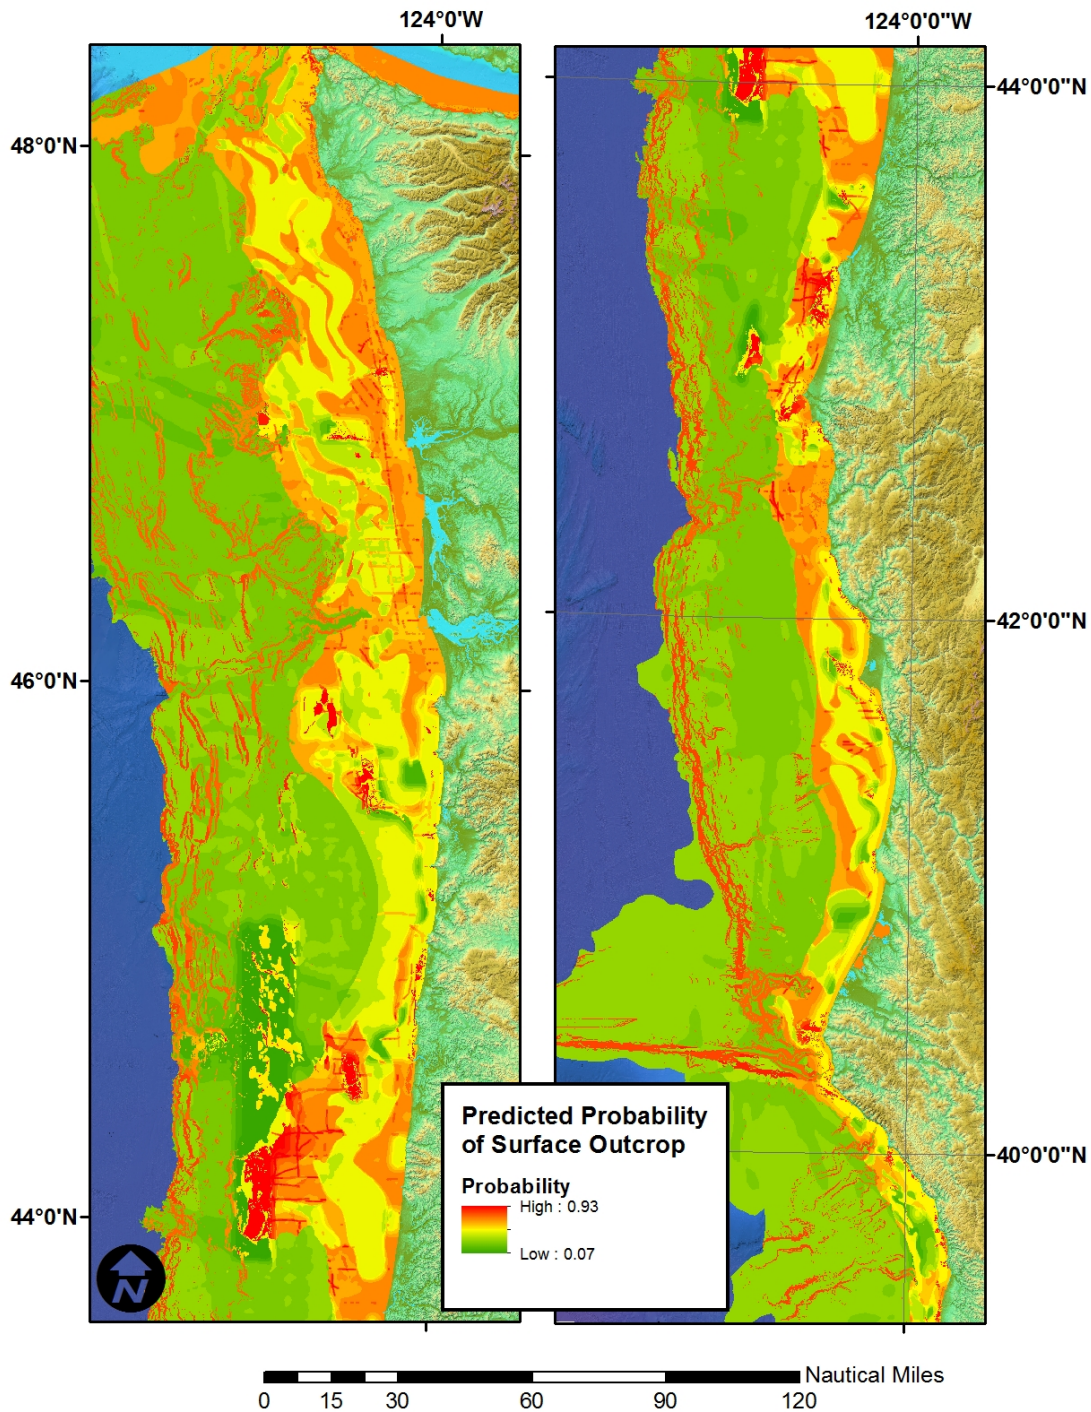 124°0'W
124°0'0"W
48°0'N
46°0'N
44°0'N
44°0'0"N
42°0'0"N
40°0'0"N
Predicted Probability
of Surface Outcrop
Probability
High : 0.93
Low : 0.07
N
Nautical Miles
0 15 30 60 90 120